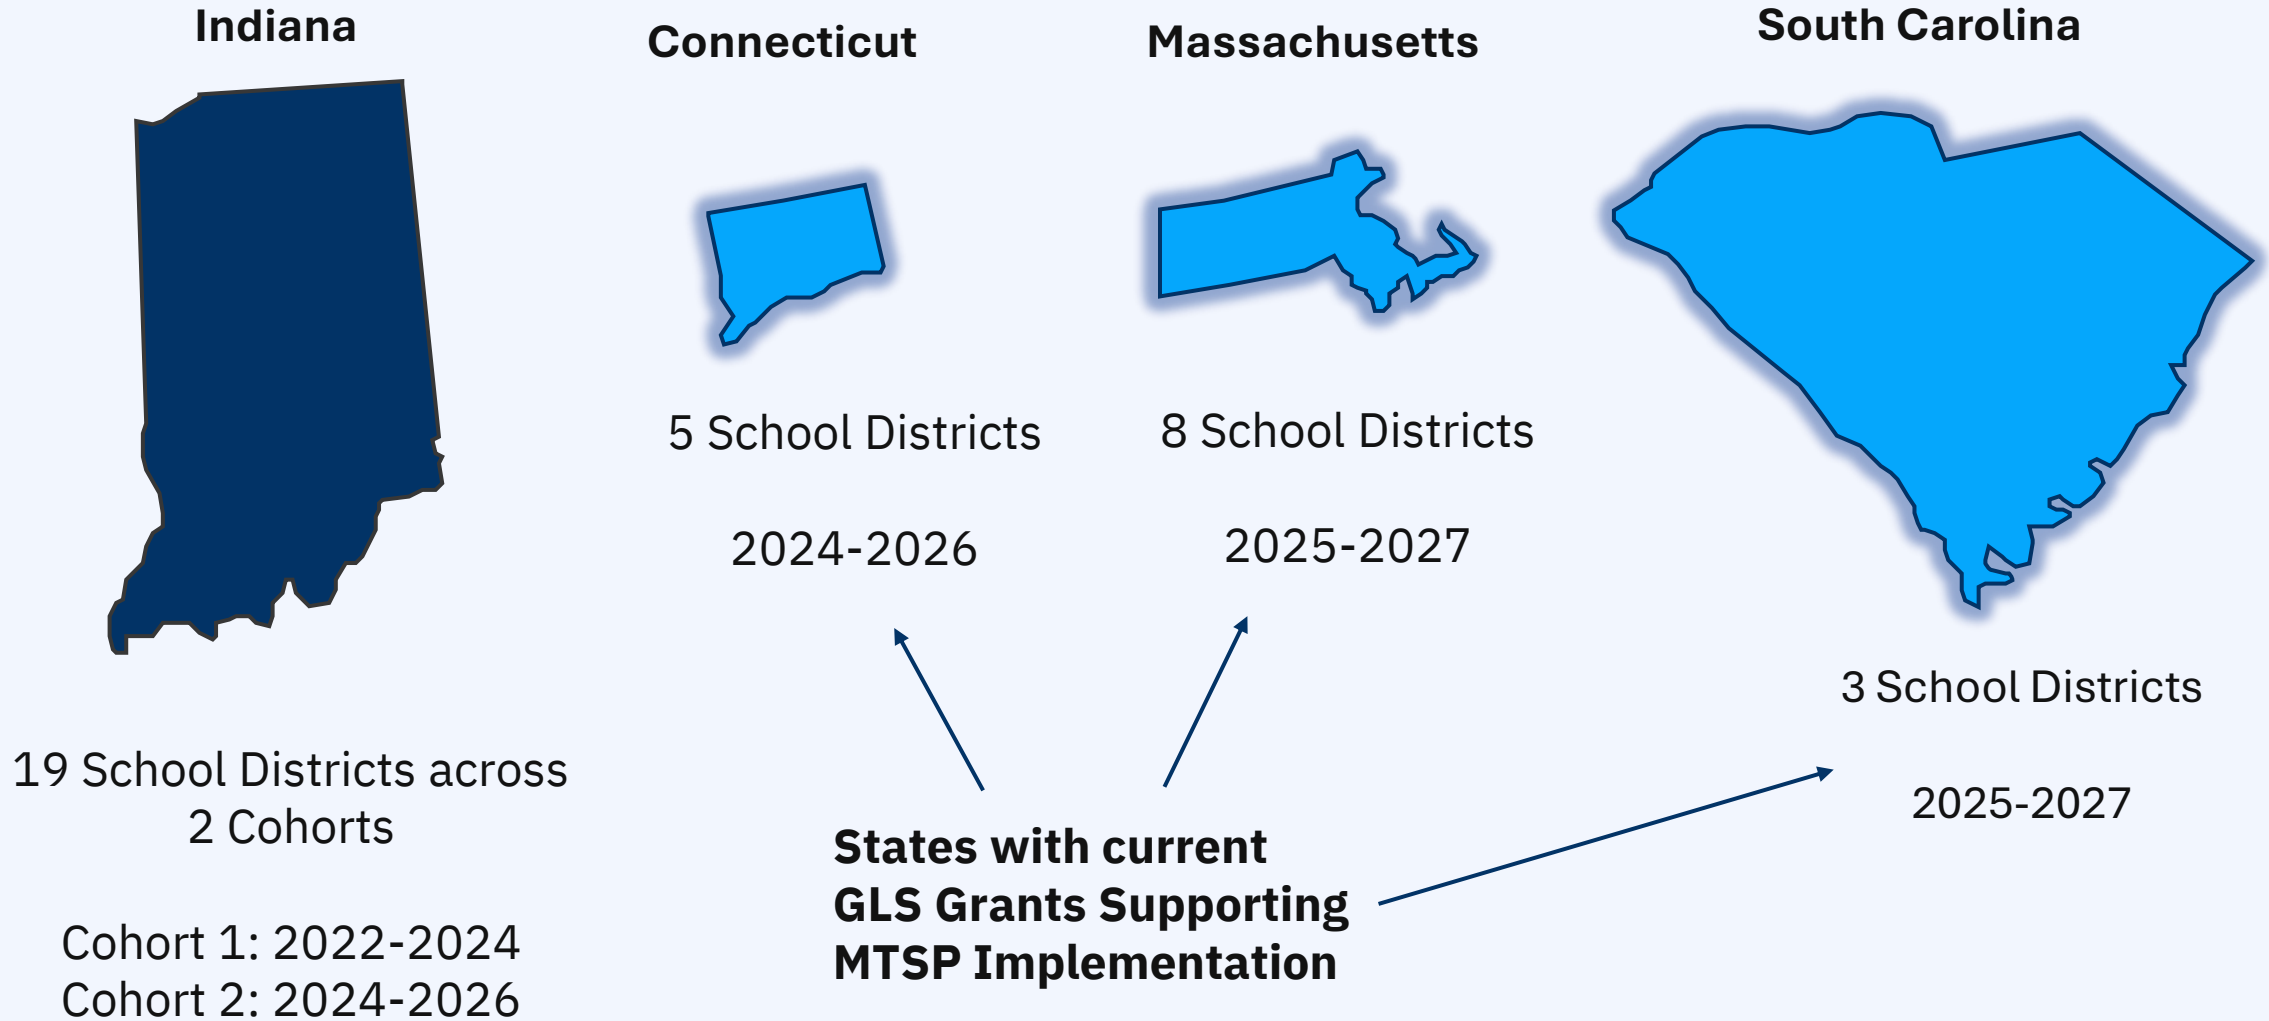 Indiana
19 School Districts across
2 Cohorts
Cohort 1: 2022-2024
Cohort 2: 2024-2026
Connecticut
5 School Districts
2024-2026
Massachusetts
8 School Districts
2025-2027
South Carolina
3 School Districts
2025-2027
States with current
GLS Grants Supporting
MTSP Implementation